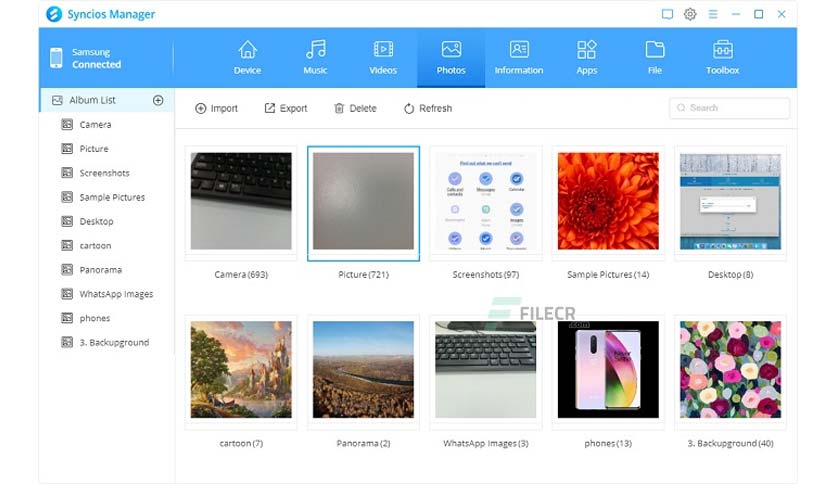 Syncios Manager
Samsung
Connected
Device
Music
Videos
Photos
Information
Apps
File
Toolbox
Album List
Import
Export
Delete
Refresh
Search
Camera
Picture
Screenshots
Sample Pictures
Desktop
cartoon
Panorama
WhatsApp Images
phones
3. Backupground
Find out what we can't send
Calls and
contacts
Messages
Calendar
Images
Camera (693)
Picture (721)
Screenshots (97)
Sample Pictures (14)
Desktop (8)
FILECR
.com
cartoon (7)
Panorama (2)
WhatsApp Images (3)
phones (13)
3. Backupground (40)